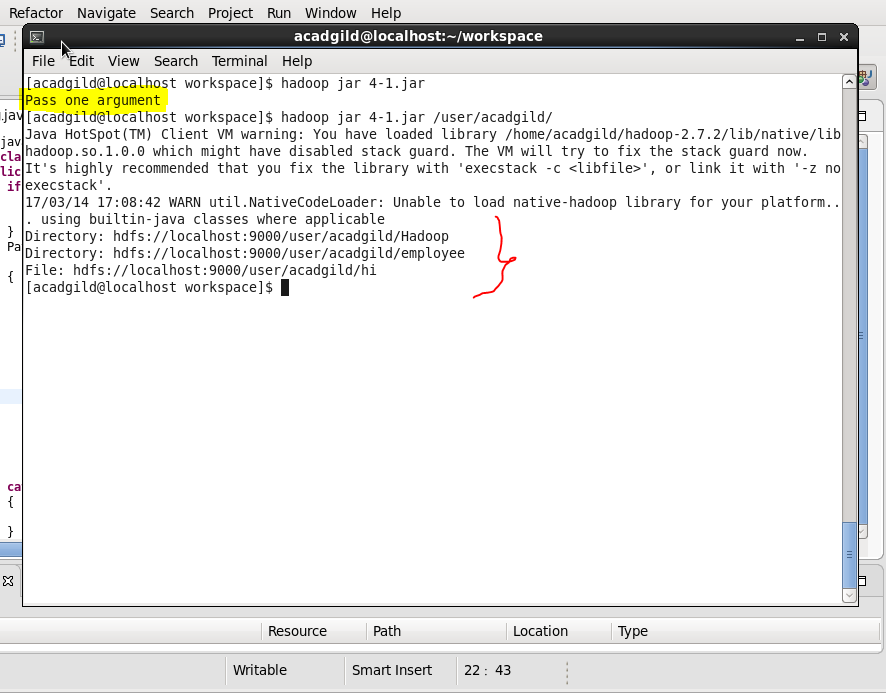 Refactor Navigate Search Project Run Window Help
acadgild@localhost:~/workspace
File Edit View Search Terminal Help
[acadgild@localhost workspace]$ hadoop jar 4-1.jar
Pass one argument
[acadgild@localhost workspace]$ hadoop jar 4-1.jar /user/acadgild/
Java HotSpot(TM) Client VM warning: You have loaded library /home/acadgild/hadoop-2.7.2/lib/native/lib
hadoop.so.1.0.0 which might have disabled stack guard. The VM will try to fix the stack guard now.
It's highly recommended that you fix the library with 'execstack -c <libfile>', or link it with '-z no
execstack'.
17/03/14 17:08:42 WARN util.NativeCodeLoader: Unable to load native-hadoop library for your platform..
. using builtin-java classes where applicable
Directory: hdfs://localhost:9000/user/acadgild/Hadoop
Directory: hdfs://localhost:9000/user/acadgild/employee
File: hdfs://localhost:9000/user/acadgild/hi
[acadgild@localhost workspace]$
.jav
java
cla
lic
if
}
Pa
{
ca
{
}
Resource Path Location Type
Writable Smart Insert 22 : 43